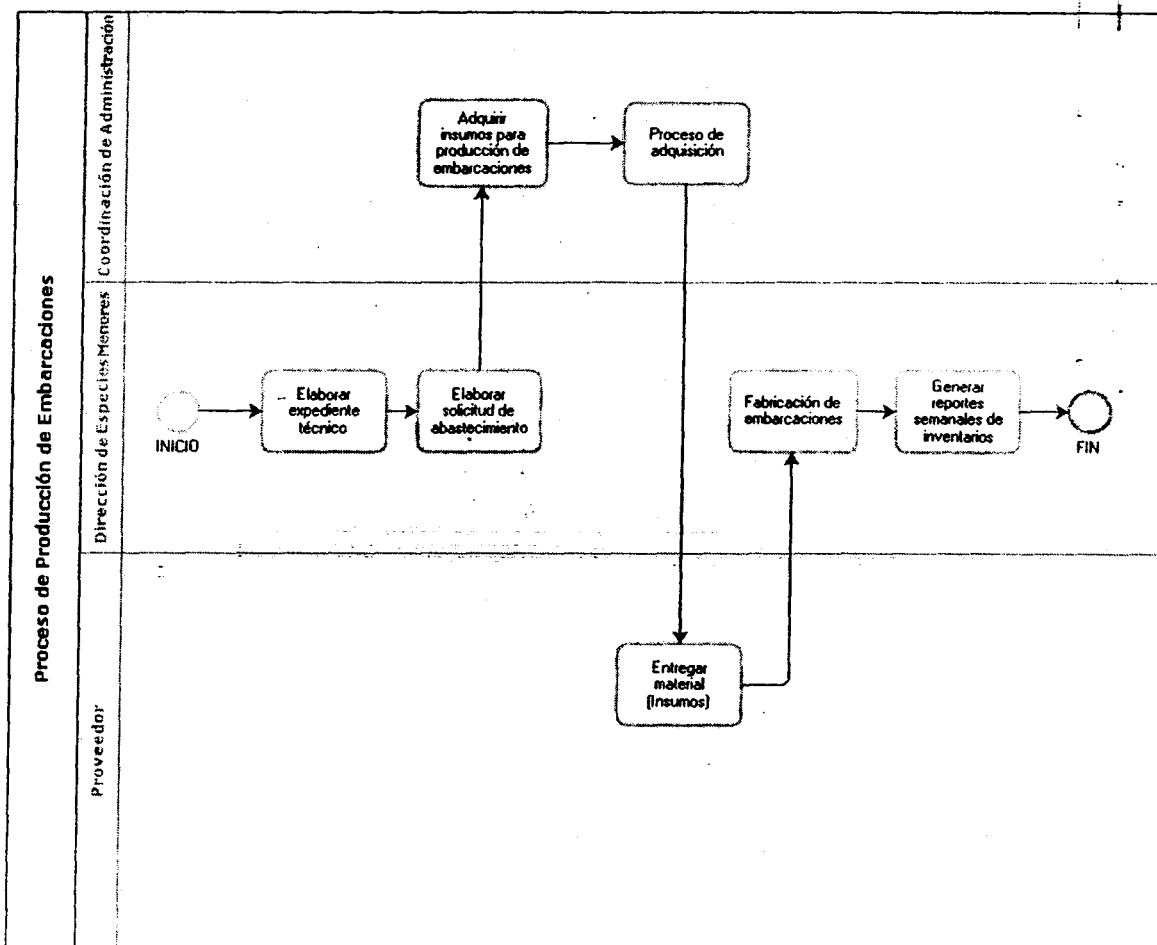 Proceso de Producción de Embarcaciones
Coordinación de Administración
Adquirir
insumos para
producción de
embarcaciones
Proceso de
adquisición
Dirección de Especies Menores
INICIO
Elaborar
expediente
técnico
Elaborar
solicitud de
abastecimiento
Fabricación de
embarcaciones
Generar
reportes
semanales de
inventarios
FIN
Proveedor
Entregar
material
(Insumos)